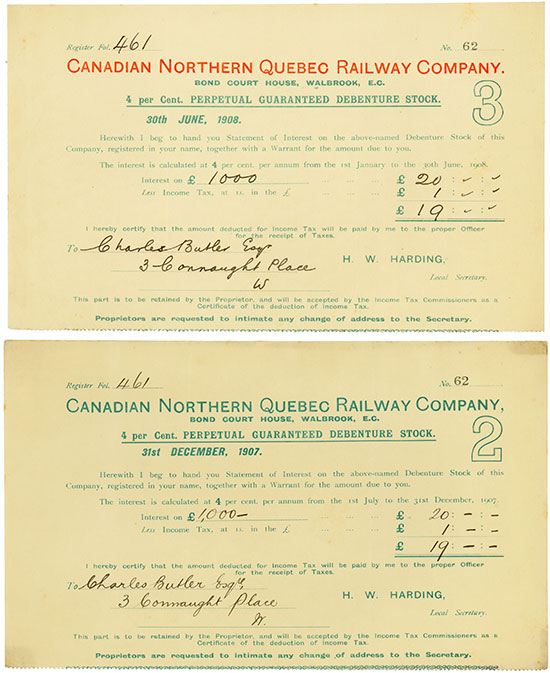 Register Fol. 461 No. 62
CANADIAN NORTHERN QUEBEC RAILWAY COMPANY.
BOND COURT HOUSE, WALBROOK, E.C.
4 per Cent. PERPETUAL GUARANTEED DEBENTURE STOCK.
3
30th JUNE, 1908.
Herewith I beg to hand you Statement of Interest on the above-named Debenture Stock of this
Company, registered in your name, together with a Warrant for the amount due to you.
The interest is calculated at 4 per cent. per annum from the 1st January to the 30th June, 1908.
Interest on £ 1000 £ 20 : - : -
Less Income Tax, at 1s. in the £ £ 1 : - : -
£ 19 : - : -
I hereby certify that the amount deducted for Income Tax will be paid by me to the proper Officer
for the receipt of Taxes.
To Charles Butler Esqr
3 Connaught Place
W
H. W. HARDING,
Local Secretary.
This part is to be retained by the Proprietor, and will be accepted by the Income Tax Commissioners as a
Certificate of the deduction of Income Tax.
Proprietors are requested to intimate any change of address to the Secretary.
Register Fol. 461 No. 62
CANADIAN NORTHERN QUEBEC RAILWAY COMPANY,
BOND COURT HOUSE, WALBROOK, E.C.
4 per Cent. PERPETUAL GUARANTEED DEBENTURE STOCK.
2
31st DECEMBER, 1907.
Herewith I beg to hand you Statement of Interest on the above-named Debenture Stock of this
Company, registered in your name, together with a Warrant for the amount due to you.
The interest is calculated at 4 per cent. per annum from the 1st July to the 31st December, 1907.
Interest on £ 1,000 - £ 20 : - : -
Less Income Tax, at 1s. in the £ £ 1 : - : -
£ 19 : - : -
I hereby certify that the amount deducted for Income Tax will be paid by me to the proper Officer
for the receipt of Taxes.
To Charles Butler Esqr
3 Connaught Place
W.
H. W. HARDING,
Local Secretary.
This part is to be retained by the Proprietor, and will be accepted by the Income Tax Commissioners as a
Certificate of the deduction of Income Tax.
Proprietors are requested to intimate any change of address to the Secretary.